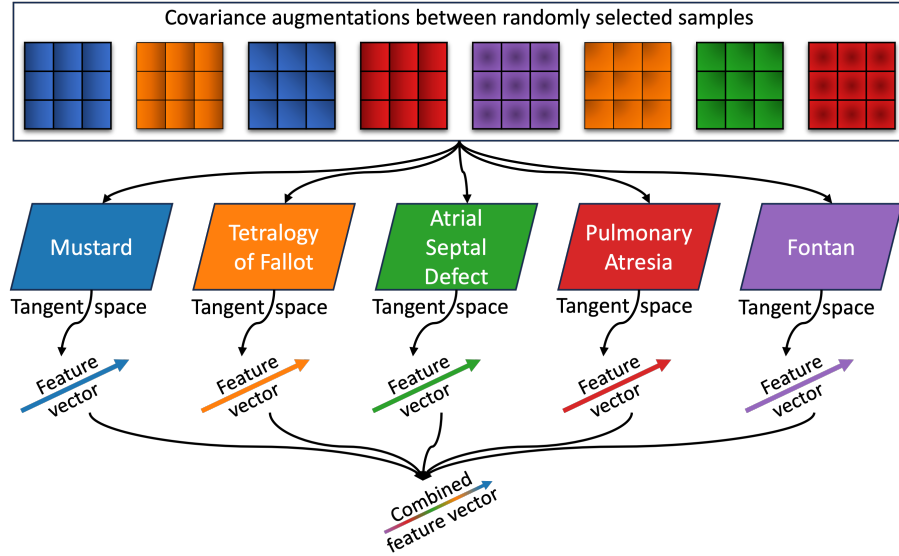 Covariance augmentations between randomly selected samples
Mustard
Tetralogy
of Fallot
Atrial
Septal
Defect
Pulmonary
Atresia
Fontan
Tangent space
Tangent space
Tangent space
Tangent space
Tangent space
Feature
vector
Feature
vector
Feature
vector
Feature
vector
Feature
vector
Combined
feature vector